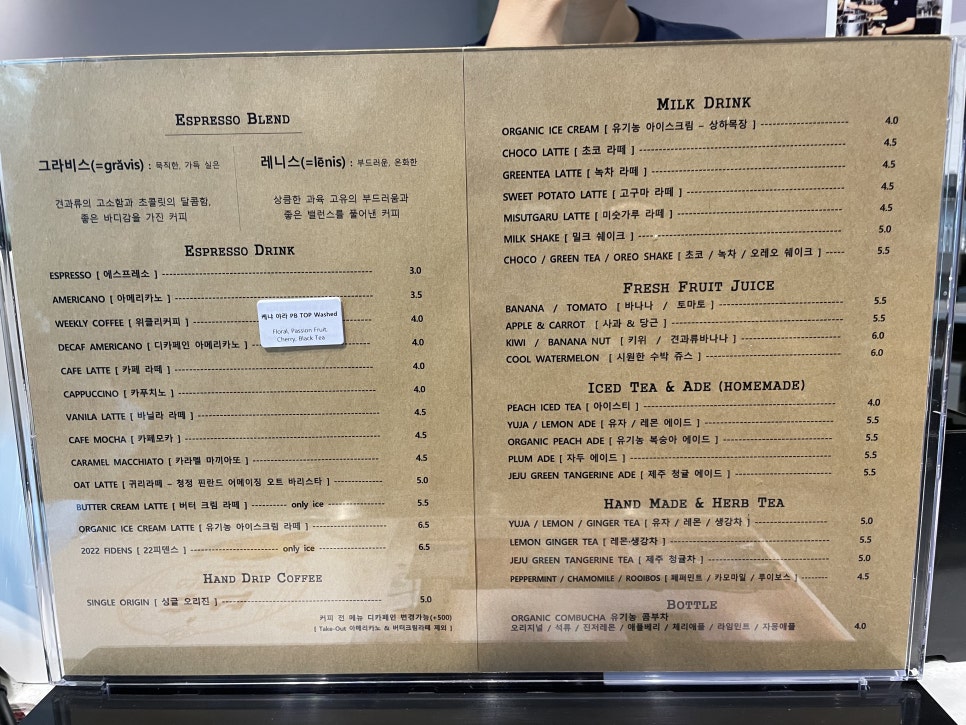 ESPRESSO BLEND
그라비스(=grăvis) : 묵직한, 가득 실은
견과류의 고소함과 초콜릿의 달콤함,
좋은 바디감을 가진 커피
레니스(=lēnis) : 부드러운, 온화한
상큼한 과육 고유의 부드러움과
좋은 밸런스를 풀어낸 커피
ESPRESSO DRINK
ESPRESSO [ 에스프레소 ] 3.0
AMERICANO [ 아메리카노 ] 3.5
WEEKLY COFFEE [ 위클리커피 ] 4.0
케냐 아라 PB TOP Washed
Floral, Passion Fruit,
Cherry, Black Tea
DECAF AMERICANO [ 디카페인 아메리카노 ] 4.0
CAFE LATTE [ 카페 라떼 ] 4.0
CAPPUCCINO [ 카푸치노 ] 4.0
VANILA LATTE [ 바닐라 라떼 ] 4.5
CAFE MOCHA [ 카페모카 ] 4.5
CARAMEL MACCHIATO [ 카라멜 마끼아또 ] 4.5
OAT LATTE [ 귀리라떼 – 청정 핀란드 어메이징 오트 바리스타 ] 5.0
BUTTER CREAM LATTE [ 버터 크림 라떼 ] only ice 5.5
ORGANIC ICE CREAM LATTE [ 유기농 아이스크림 라떼 ] 6.5
2022 FIDENS [ 22피덴스 ] only ice 6.5
HAND DRIP COFFEE
SINGLE ORIGIN [ 싱글 오리진 ] 5.0
커피 전 메뉴 디카페인 변경가능(+500)
[ Take-Out 아메리카노 & 버터크림라떼 제외 ]
MILK DRINK
ORGANIC ICE CREAM [ 유기농 아이스크림 – 상하목장 ] 4.0
CHOCO LATTE [ 초코 라떼 ] 4.5
GREENTEA LATTE [ 녹차 라떼 ] 4.5
SWEET POTATO LATTE [ 고구마 라떼 ] 4.5
MISUTGARU LATTE [ 미숫가루 라떼 ] 4.5
MILK SHAKE [ 밀크 쉐이크 ] 5.0
CHOCO / GREEN TEA / OREO SHAKE [ 초코 / 녹차 / 오레오 쉐이크 ] 5.5
FRESH FRUIT JUICE
BANANA / TOMATO [ 바나나 / 토마토 ] 5.5
APPLE & CARROT [ 사과 & 당근 ] 5.5
KIWI / BANANA NUT [ 키위 / 견과류바나나 ] 6.0
COOL WATERMELON [ 시원한 수박 쥬스 ] 6.0
ICED TEA & ADE (HOMEMADE)
PEACH ICED TEA [ 아이스티 ] 4.0
YUJA / LEMON ADE [ 유자 / 레몬 에이드 ] 5.5
ORGANIC PEACH ADE [ 유기농 복숭아 에이드 ] 5.5
PLUM ADE [ 자두 에이드 ] 5.5
JEJU GREEN TANGERINE ADE [ 제주 청귤 에이드 ] 5.5
HAND MADE & HERB TEA
YUJA / LEMON / GINGER TEA [ 유자 / 레몬 / 생강차 ] 5.0
LEMON GINGER TEA [ 레몬·생강차 ] 5.5
JEJU GREEN TANGERINE TEA [ 제주 청귤차 ] 5.0
PEPPERMINT / CHAMOMILE / ROOIBOS [ 페퍼민트 / 카모마일 / 루이보스 ] 4.5
BOTTLE
ORGANIC COMBUCHA 유기농 콤부차
오리지널 / 석류 / 진저레몬 / 애플베리 / 체리애플 / 라임민트 / 자몽애플 4.0